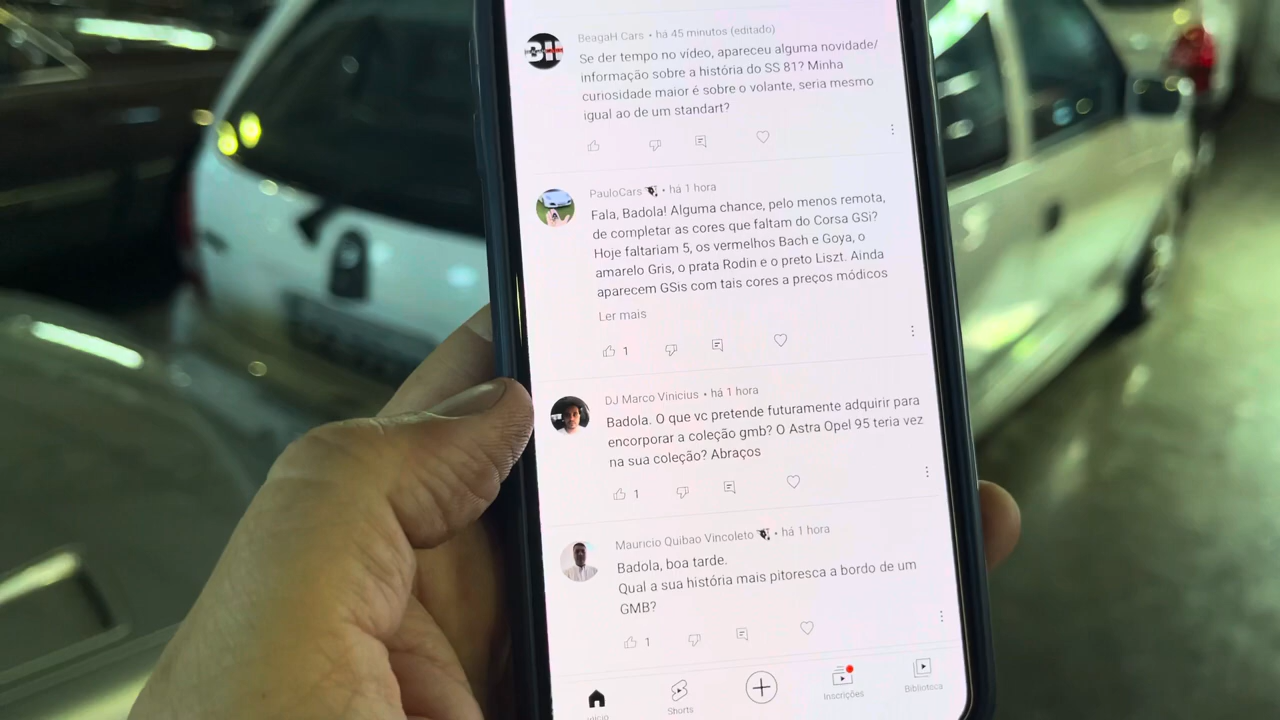 BeagaH Cars • há 45 minutos (editado)
Se der tempo no vídeo, apareceu alguma novidade/
informação sobre a história do SS 81? Minha
curiosidade maior é sobre o volante, seria mesmo
igual ao de um standart?
PauloCars • há 1 hora
Fala, Badola! Alguma chance, pelo menos remota,
de completar as cores que faltam do Corsa GSi?
Hoje faltariam 5, os vermelhos Bach e Goya, o
amarelo Gris, o prata Rodin e o preto Liszt. Ainda
aparecem GSis com tais cores a preços módicos
Ler mais
1
DJ Marco Vinicius • há 1 hora
Badola. O que vc pretende futuramente adquirir para
encorporar a coleção gmb? O Astra Opel 95 teria vez
na sua coleção? Abraços
1
Mauricio Quibao Vincoleto • há 1 hora
Badola, boa tarde.
Qual a sua história mais pitoresca a bordo de um
GMB?
1
Início Shorts Inscrições Biblioteca